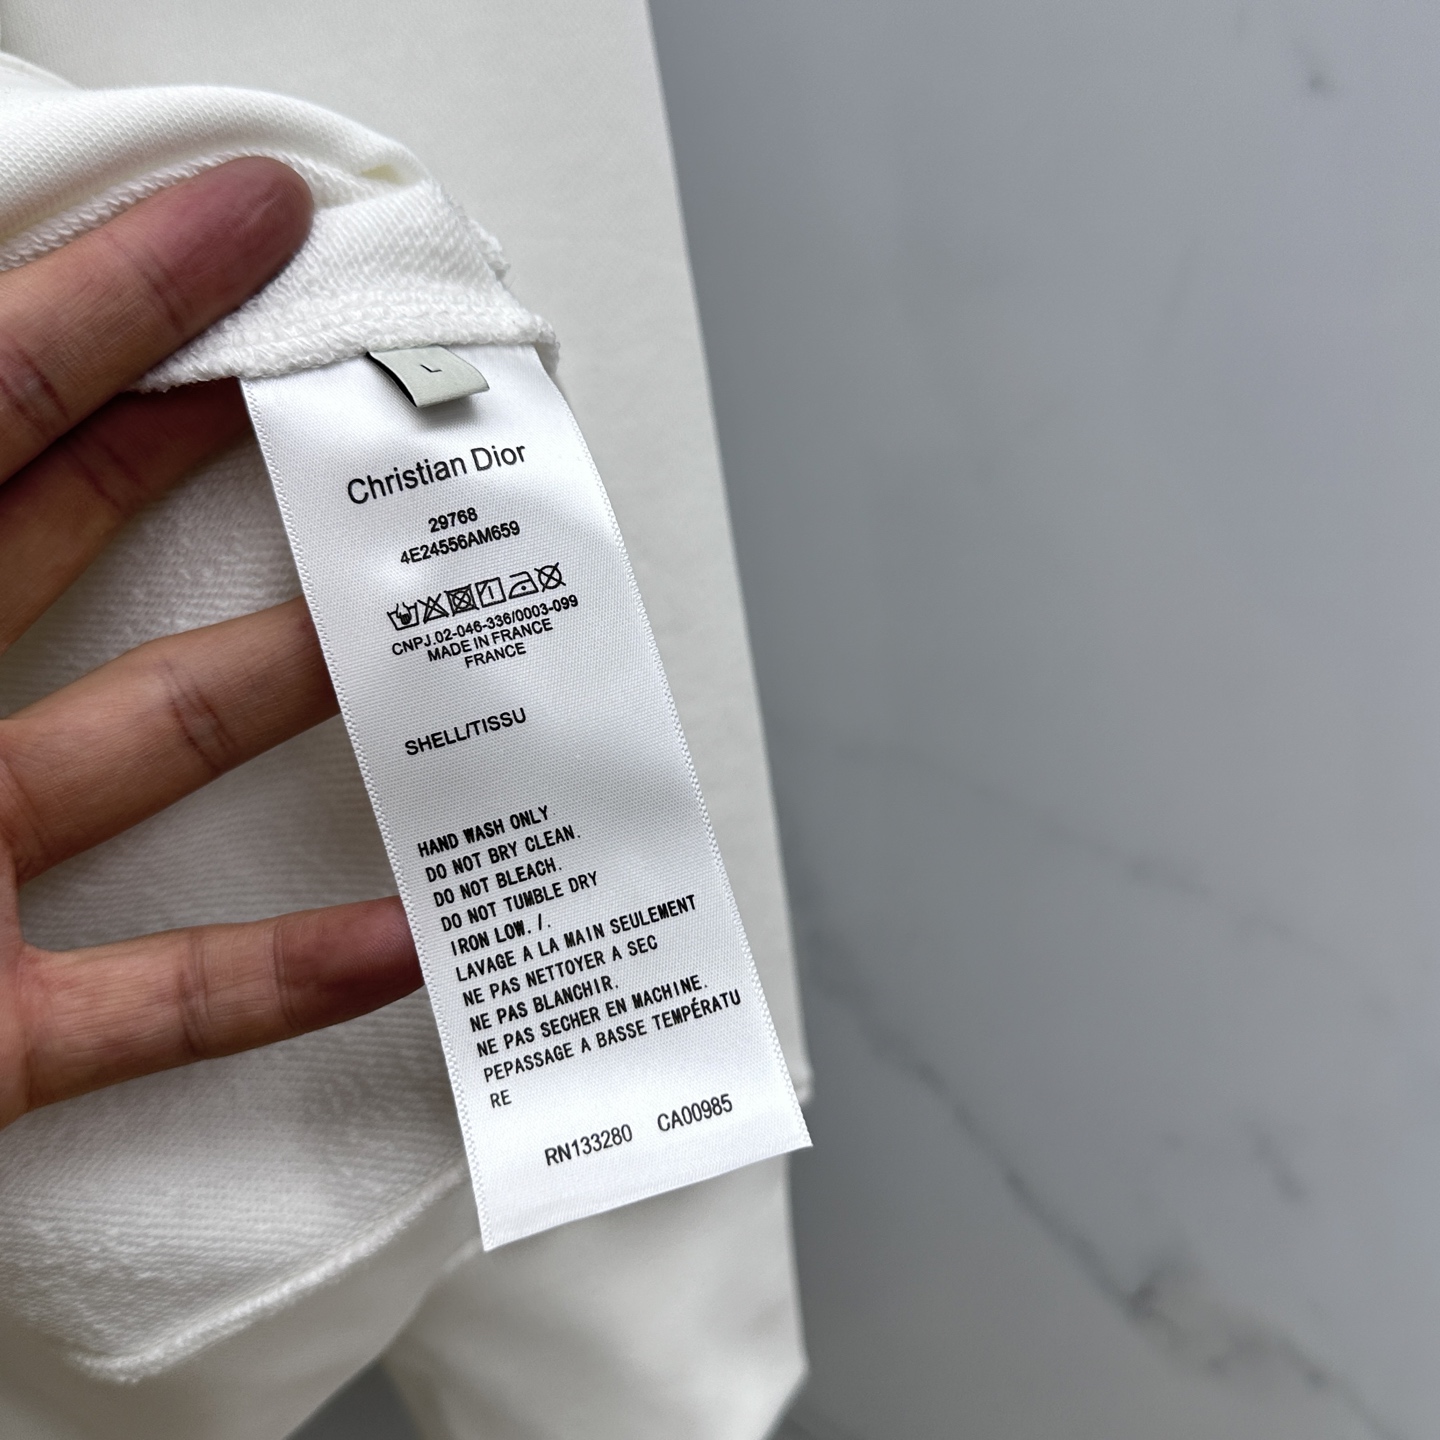 L
Christian Dior
29768
4E24556AM659
CNPJ.02-046-336/0003-099
MADE IN FRANCE
FRANCE
SHELL/TISSU
HAND WASH ONLY
DO NOT BRY CLEAN.
DO NOT BLEACH.
DO NOT TUMBLE DRY
IRON LOW. /.
LAVAGE A LA MAIN SEULEMENT
NE PAS NETTOYER A SEC
NE PAS BLANCHIR.
NE PAS SECHER EN MACHINE.
PEPASSAGE A BASSE TEMPÉRATU
RE
RN133280 CA00985